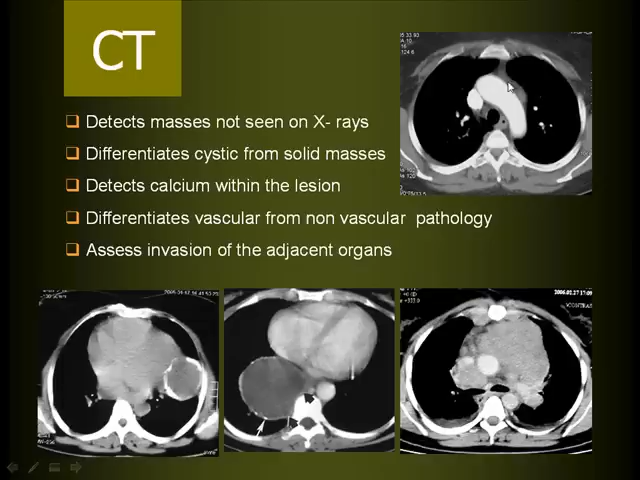 CT
Detects masses not seen on X- rays
Differentiates cystic from solid masses
Detects calcium within the lesion
Differentiates vascular from non vascular pathology
Assess invasion of the adjacent organs